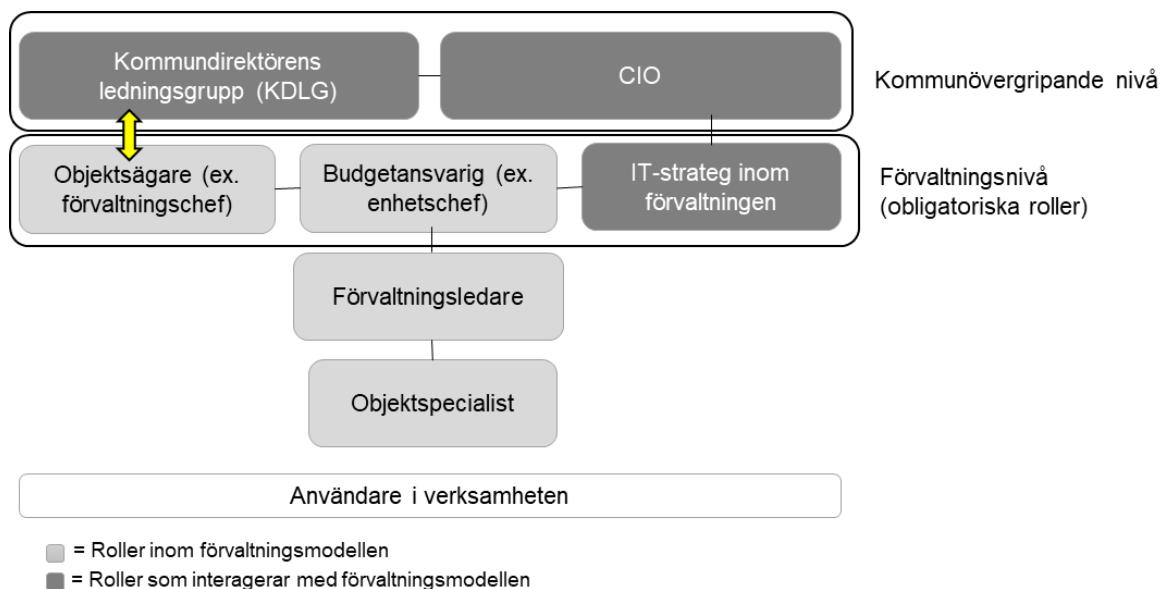 Kommundirektörens
ledningsgrupp (KDLG)
CIO
Kommunövergripande nivå
Objektsägare (ex.
förvaltningschef)
Budgetansvarig (ex.
enhetschef)
IT-strateg inom
förvaltningen
Förvaltningsnivå
(obligatoriska roller)
Förvaltningsledare
Objektspecialist
Användare i verksamheten
= Roller inom förvaltningsmodellen
= Roller som interagerar med förvaltningsmodellen